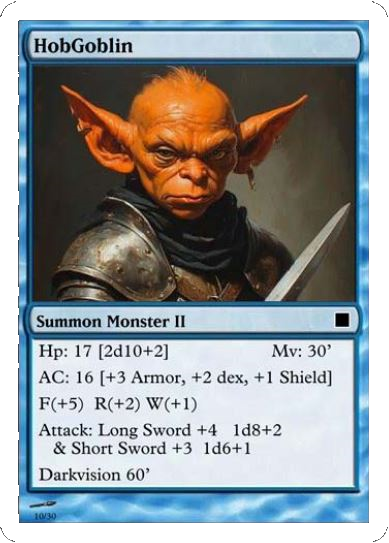 HobGoblin
Summon Monster II
Hp: 17 [2d10+2] Mv: 30'
AC: 16 [+3 Armor, +2 dex, +1 Shield]
F(+5) R(+2) W(+1)
Attack: Long Sword +4 1d8+2
& Short Sword +3 1d6+1
Darkvision 60'
10/30